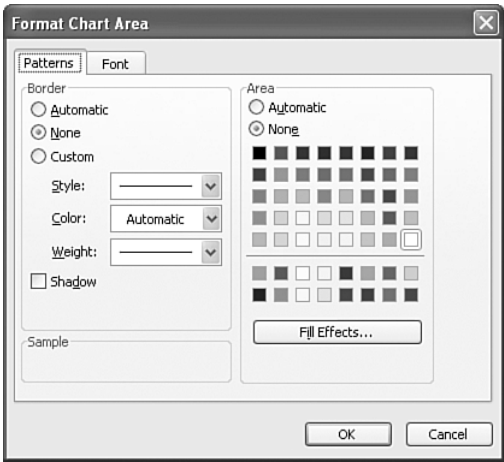 Format Chart Area
Patterns Font
Border
Automatic
None
Custom
Style:
Color: Automatic
Weight:
Shadow
Sample
Area
Automatic
None
Fill Effects...
OK Cancel